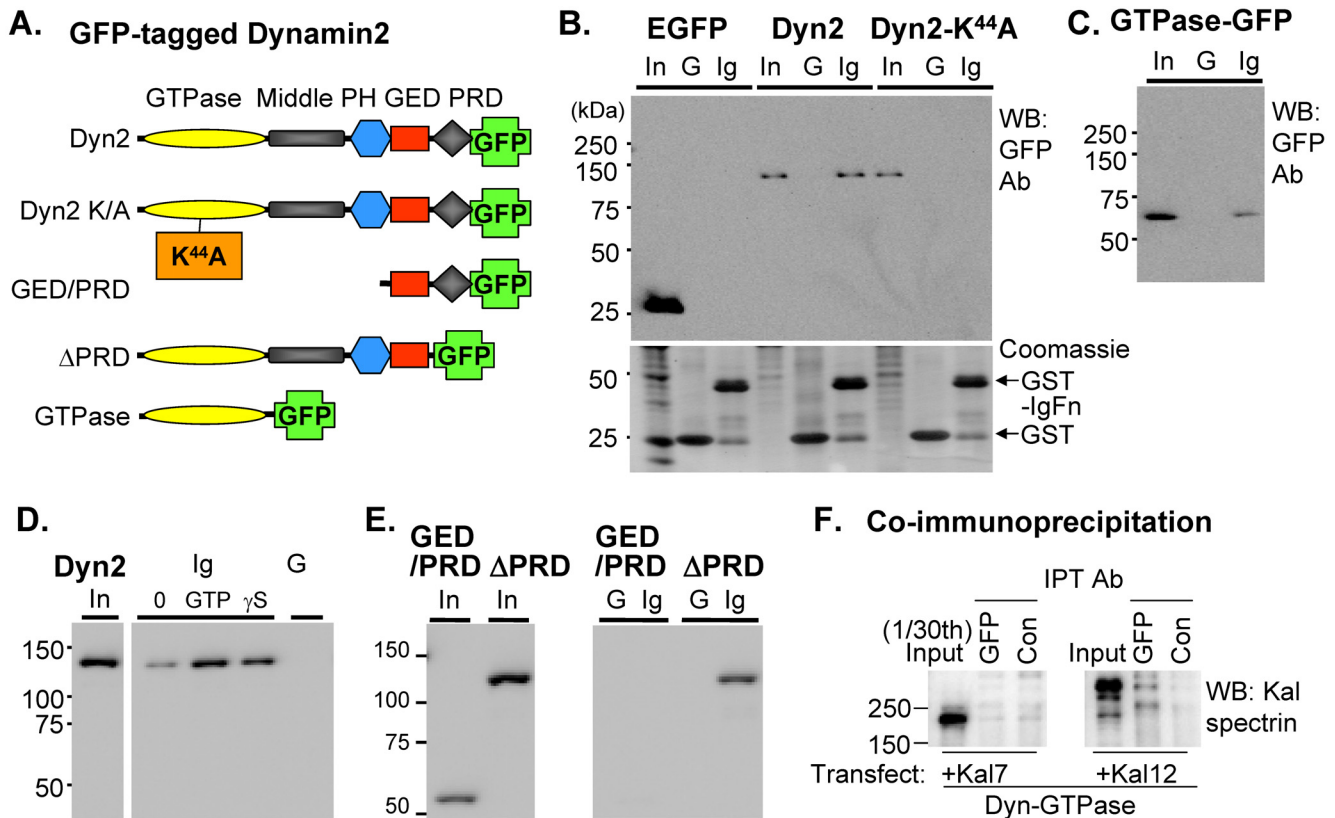 A. GFP-tagged Dynamin2
GTPase Middle PH GED PRD
Dyn2
GFP
Dyn2 K/A
GFP
K⁴⁴A
GED/PRD
GFP
ΔPRD
GFP
GTPase
GFP
B. EGFP Dyn2 Dyn2-K⁴⁴A
In G Ig In G Ig In G Ig
(kDa)
250
150
75
50
25
WB:
GFP
Ab
50
25
Coomassie
GST
-IgFn
GST
C. GTPase-GFP
In G Ig
250
150
75
50
WB:
GFP
Ab
D.
Dyn2 Ig G
In 0 GTP γS
150
100
75
50
E.
GED
/PRD ΔPRD
In In
GED
/PRD ΔPRD
G Ig G Ig
150
100
75
50
F. Co-immunoprecipitation
IPT Ab
(1/30th)
Input GFP Con Input GFP Con
250
150
WB: Kal
spectrin
Transfect: +Kal7 +Kal12
Dyn-GTPase